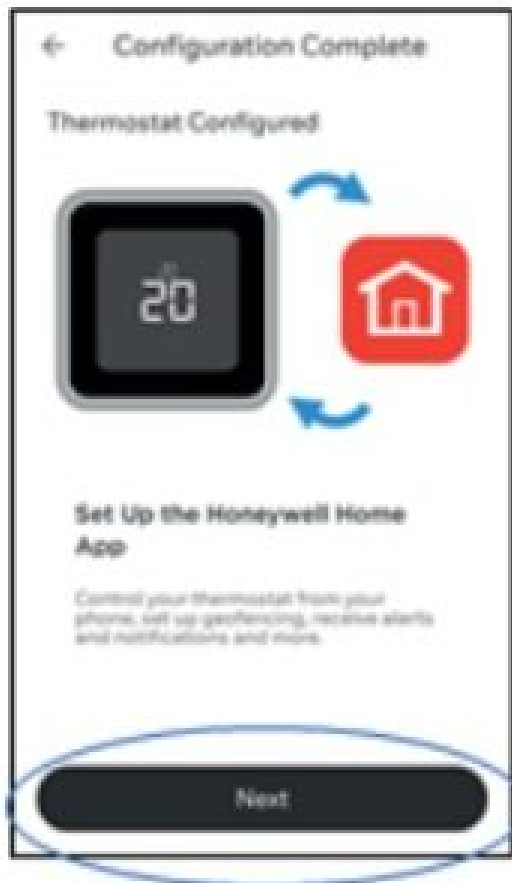 Configuration Complete
Thermostat Configured
20
Set Up the Honeywell Home
App
Control your thermostat from your
phone, set up geofencing, receive alerts
and notifications and more.
Next